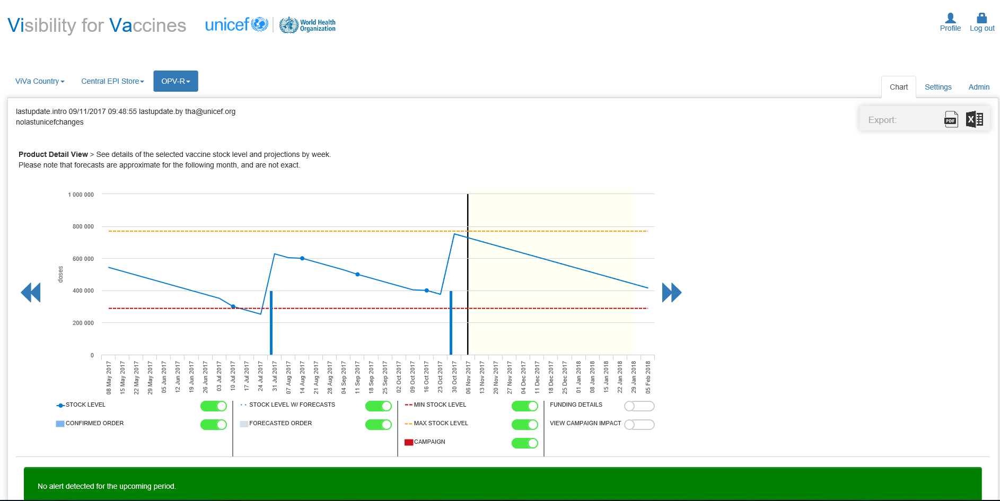 Visibility for Vaccines
unicef
World Health
Organization
Profile
Log out
ViVa Country
Central EPI Store
OPV-R
Chart
Settings
Admin
lastupdate.intro 09/11/2017 09:48:55 lastupdate.by tha@unicef.org
nolastunicefchanges
Export:
PDF
X
Product Detail View > See details of the selected vaccine stock level and projections by week.
Please note that forecasts are approximate for the following month, and are not exact.
1 000 000
800 000
600 000
400 000
200 000
0
doses
08 May 2017
15 May 2017
22 May 2017
29 May 2017
05 Jun 2017
12 Jun 2017
19 Jun 2017
26 Jun 2017
03 Jul 2017
10 Jul 2017
17 Jul 2017
24 Jul 2017
31 Jul 2017
07 Aug 2017
14 Aug 2017
21 Aug 2017
28 Aug 2017
04 Sep 2017
11 Sep 2017
18 Sep 2017
25 Sep 2017
02 Oct 2017
09 Oct 2017
16 Oct 2017
23 Oct 2017
30 Oct 2017
06 Nov 2017
13 Nov 2017
20 Nov 2017
27 Nov 2017
04 Dec 2017
11 Dec 2017
18 Dec 2017
25 Dec 2017
01 Jan 2018
08 Jan 2018
15 Jan 2018
22 Jan 2018
29 Jan 2018
05 Feb 2018
STOCK LEVEL
CONFIRMED ORDER
STOCK LEVEL W/ FORECASTS
FORECASTED ORDER
MIN STOCK LEVEL
MAX STOCK LEVEL
CAMPAIGN
FUNDING DETAILS
VIEW CAMPAIGN IMPACT
No alert detected for the upcoming period.